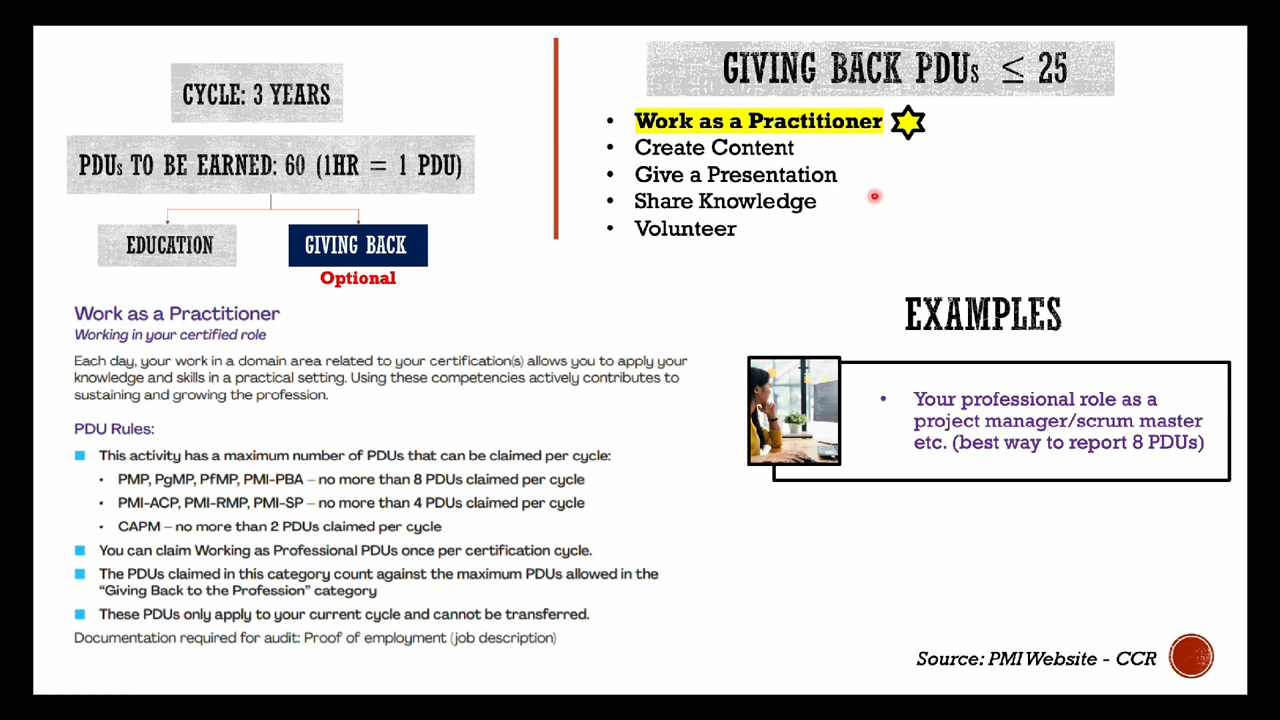 CYCLE: 3 YEARS
PDUs TO BE EARNED: 60 (1HR = 1 PDU)
EDUCATION
GIVING BACK
Optional
GIVING BACK PDUs ≤ 25
• Work as a Practitioner
• Create Content
• Give a Presentation
• Share Knowledge
• Volunteer
Work as a Practitioner
Working in your certified role
Each day, your work in a domain area related to your certification(s) allows you to apply your
knowledge and skills in a practical setting. Using these competencies actively contributes to
sustaining and growing the profession.
PDU Rules:
This activity has a maximum number of PDUs that can be claimed per cycle:
• PMP, PgMP, PfMP, PMI-PBA – no more than 8 PDUs claimed per cycle
• PMI-ACP, PMI-RMP, PMI-SP – no more than 4 PDUs claimed per cycle
• CAPM – no more than 2 PDUs claimed per cycle
You can claim Working as Professional PDUs once per certification cycle.
The PDUs claimed in this category count against the maximum PDUs allowed in the
“Giving Back to the Profession” category
These PDUs only apply to your current cycle and cannot be transferred.
Documentation required for audit: Proof of employment (job description)
EXAMPLES
• Your professional role as a
project manager/scrum master
etc. (best way to report 8 PDUs)
Source: PMI Website - CCR